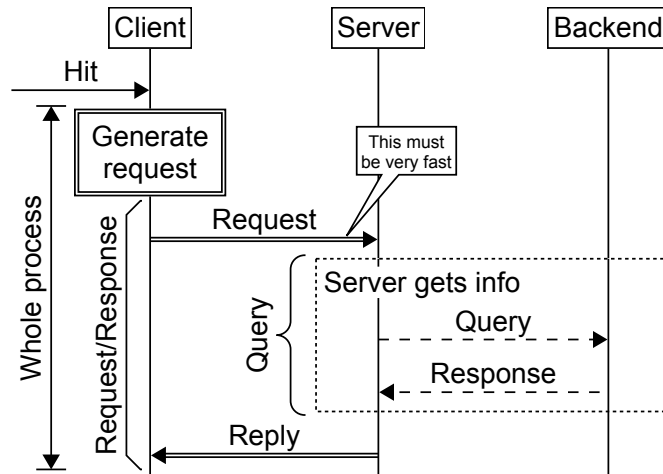 Client
Server
Backend
Hit
Generate
request
This must
be very fast
Request
Whole process
Request/Response
Query
Server gets info
Query
Response
Reply